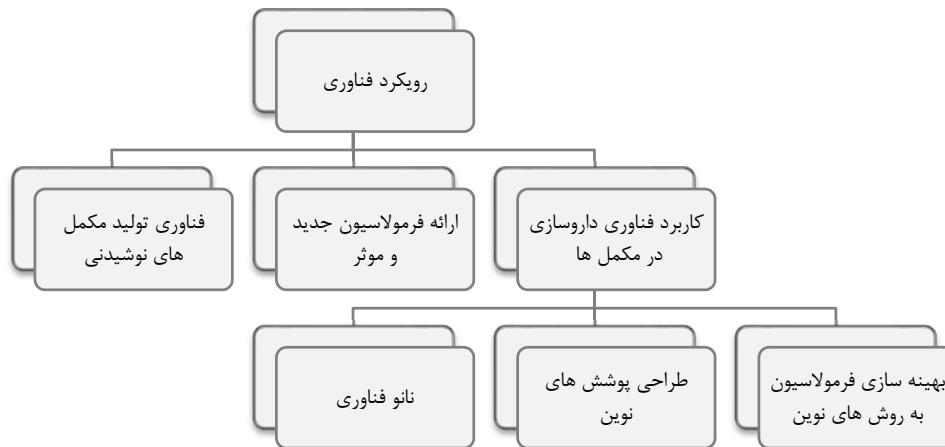 رویکرد فناوری
کاربرد فناوری داروسازی
در مکمل ها
ارائه فرمولاسیون جدید
و موثر
فناوری تولید مکمل
های نوشیدنی
بهینه سازی فرمولاسیون
به روش های نوین
طراحی پوشش های
نوین
نانو فناوری